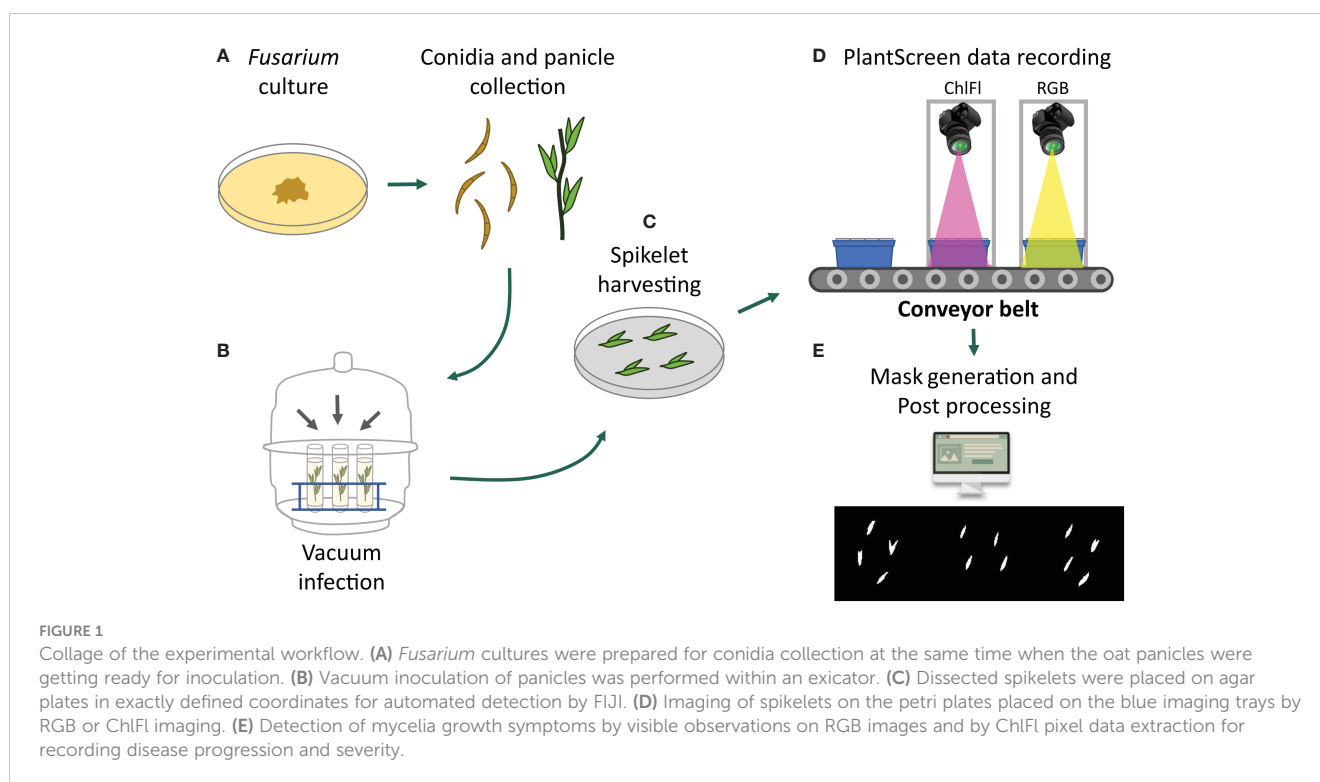 A Fusarium
culture
Conidia and panicle
collection
B
Vacuum
infection
C
Spikelet
harvesting
D PlantScreen data recording
ChlFl RGB
Conveyor belt
E
Mask generation and
Post processing
FIGURE 1
Collage of the experimental workflow. (A) Fusarium cultures were prepared for conidia collection at the same time when the oat panicles were
getting ready for inoculation. (B) Vacuum inoculation of panicles was performed within an exicator. (C) Dissected spikelets were placed on agar
plates in exactly defined coordinates for automated detection by FIJI. (D) Imaging of spikelets on the petri plates placed on the blue imaging trays by
RGB or ChlFl imaging. (E) Detection of mycelia growth symptoms by visible observations on RGB images and by ChlFl pixel data extraction for
recording disease progression and severity.